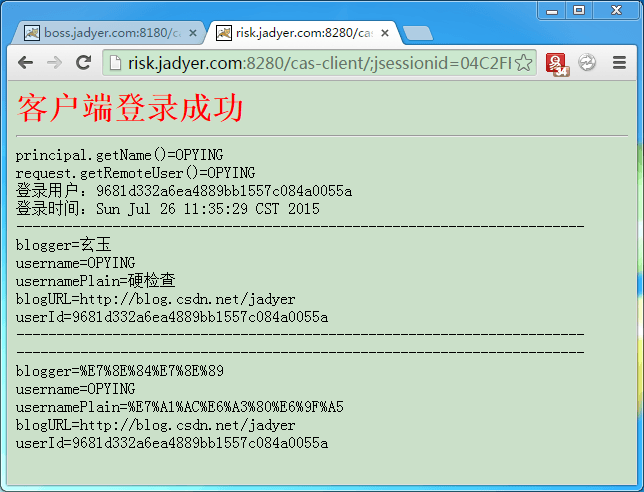 boss.jadyer.com:8180/ca
risk.jadyer.com:8280/cas
risk.jadyer.com:8280/cas-client/;jsessionid=04C2FI
34
客户端登录成功
principal.getName()=OPYING
request.getRemoteUser()=OPYING
登录用户：9681d332a6ea4889bb1557c084a0055a
登录时间：Sun Jul 26 11:35:29 CST 2015
-----------------------------------------------------------------------
blogger=玄玉
username=OPYING
usernamePlain=硬检查
blogURL=http://blog.csdn.net/jadyer
userId=9681d332a6ea4889bb1557c084a0055a
-----------------------------------------------------------------------
-----------------------------------------------------------------------
blogger=%E7%8E%84%E7%8E%89
username=OPYING
usernamePlain=%E7%A1%AC%E6%A3%80%E6%9F%A5
blogURL=http://blog.csdn.net/jadyer
userId=9681d332a6ea4889bb1557c084a0055a